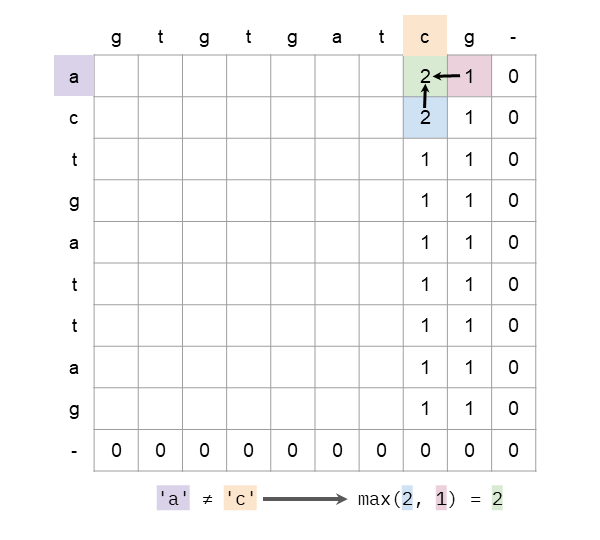 g t g t g a t c g -
a 2 1 0
c 2 1 0
t 1 1 0
g 1 1 0
a 1 1 0
t 1 1 0
t 1 1 0
a 1 1 0
g 1 1 0
- 0 0 0 0 0 0 0 0 0 0
'a' ≠ 'c' max(2, 1) = 2